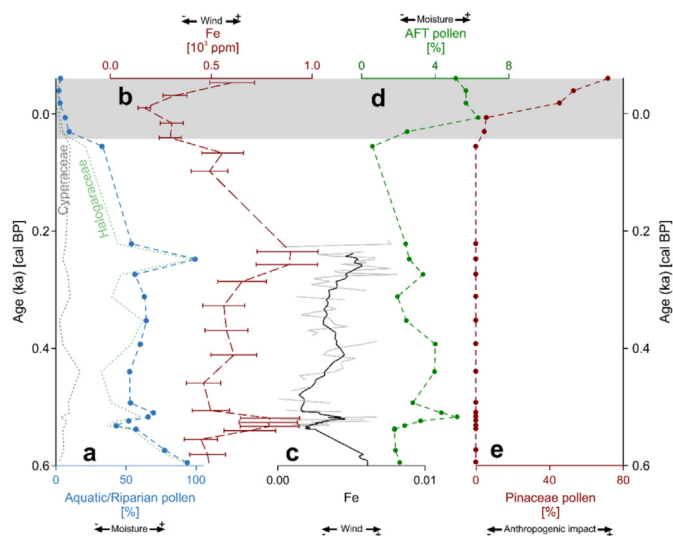 - Wind +
Fe
[10³ ppm]
0.0 0.5 1.0
- Moisture +
AFT pollen
[%]
0 4 8
b
d
0.0
0.2
0.4
0.6
Age (ka) [cal BP]
Cyperaceae
Halogaraceae
0.0
0.2
0.4
0.6
Age (ka) [cal BP]
a
c
e
0 50 100
Aquatic/Riparian pollen
[%]
- Moisture +
0.00 0.01
Fe
- Wind +
0 40 80
Pinaceae pollen
[%]
- Anthropogenic impact +